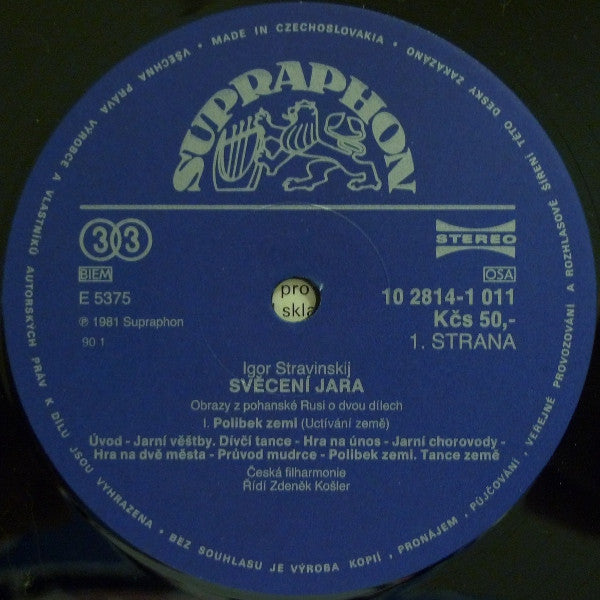 VŠECHNA PRÁVA VÝROBCE A VLASTNÍKŮ AUTORSKÝCH PRÁV K DÍLU JSOU VYHRAZENA • BEZ SOUHLASU JE VÝROBA KOPIÍ, PRONÁJEM, PŮJČOVÁNÍ, VEREJNÉ PROVOZOVÁNÍ A ROZHLASOVÉ ŠÍŘENÍ TÉTO DESKY ZAKÁZÁNO • MADE IN CZECHOSLOVAKIA •
SUPRAPHON
33
STEREO
BIEM
OSA
E 5375
10 2814-1 011
℗ 1981 Supraphon
Kčs 50,-
90 1
1. STRANA
pro
skla
Igor Stravinskij
SVĚCENÍ JARA
Obrazy z pohanské Rusi o dvou dílech
I. Polibek zemi (Uctívání země)
Úvod - Jarní věštby. Dívčí tance - Hra na únos - Jarní chorovody -
Hra na dvě města - Průvod mudrce - Polibek zemi. Tance země
Česká filharmonie
Řídí Zdeněk Košler